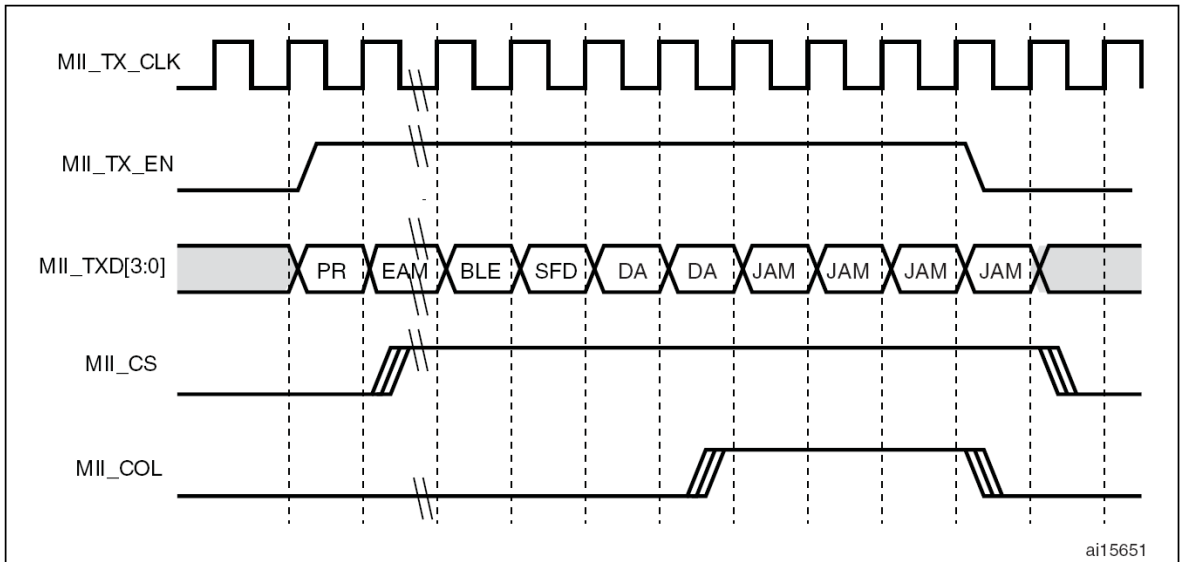 MII_TX_CLK
MII_TX_EN
MII_TXD[3:0] PR EAM BLE SFD DA DA JAM JAM JAM JAM
MII_CS
MII_COL
ai15651